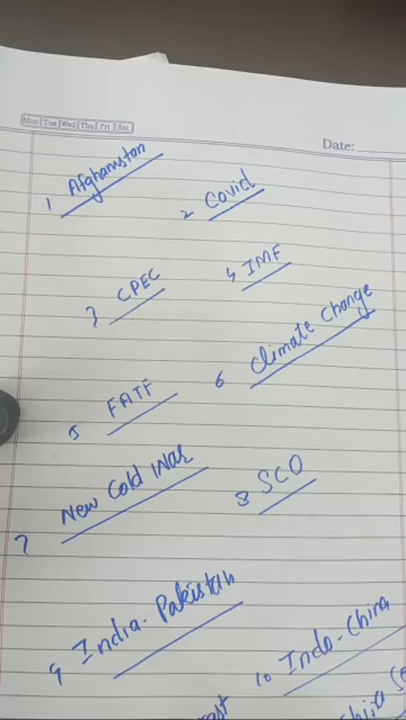 Mon Tue Wed Thu Fri Sat
Date:
1 Afghanistan
2 Covid
3 CPEC
4 IMF
5 FATF
6 Climate Change
7 New Cold War
8 SCO
9 India-Pakistan
10 Indo-China